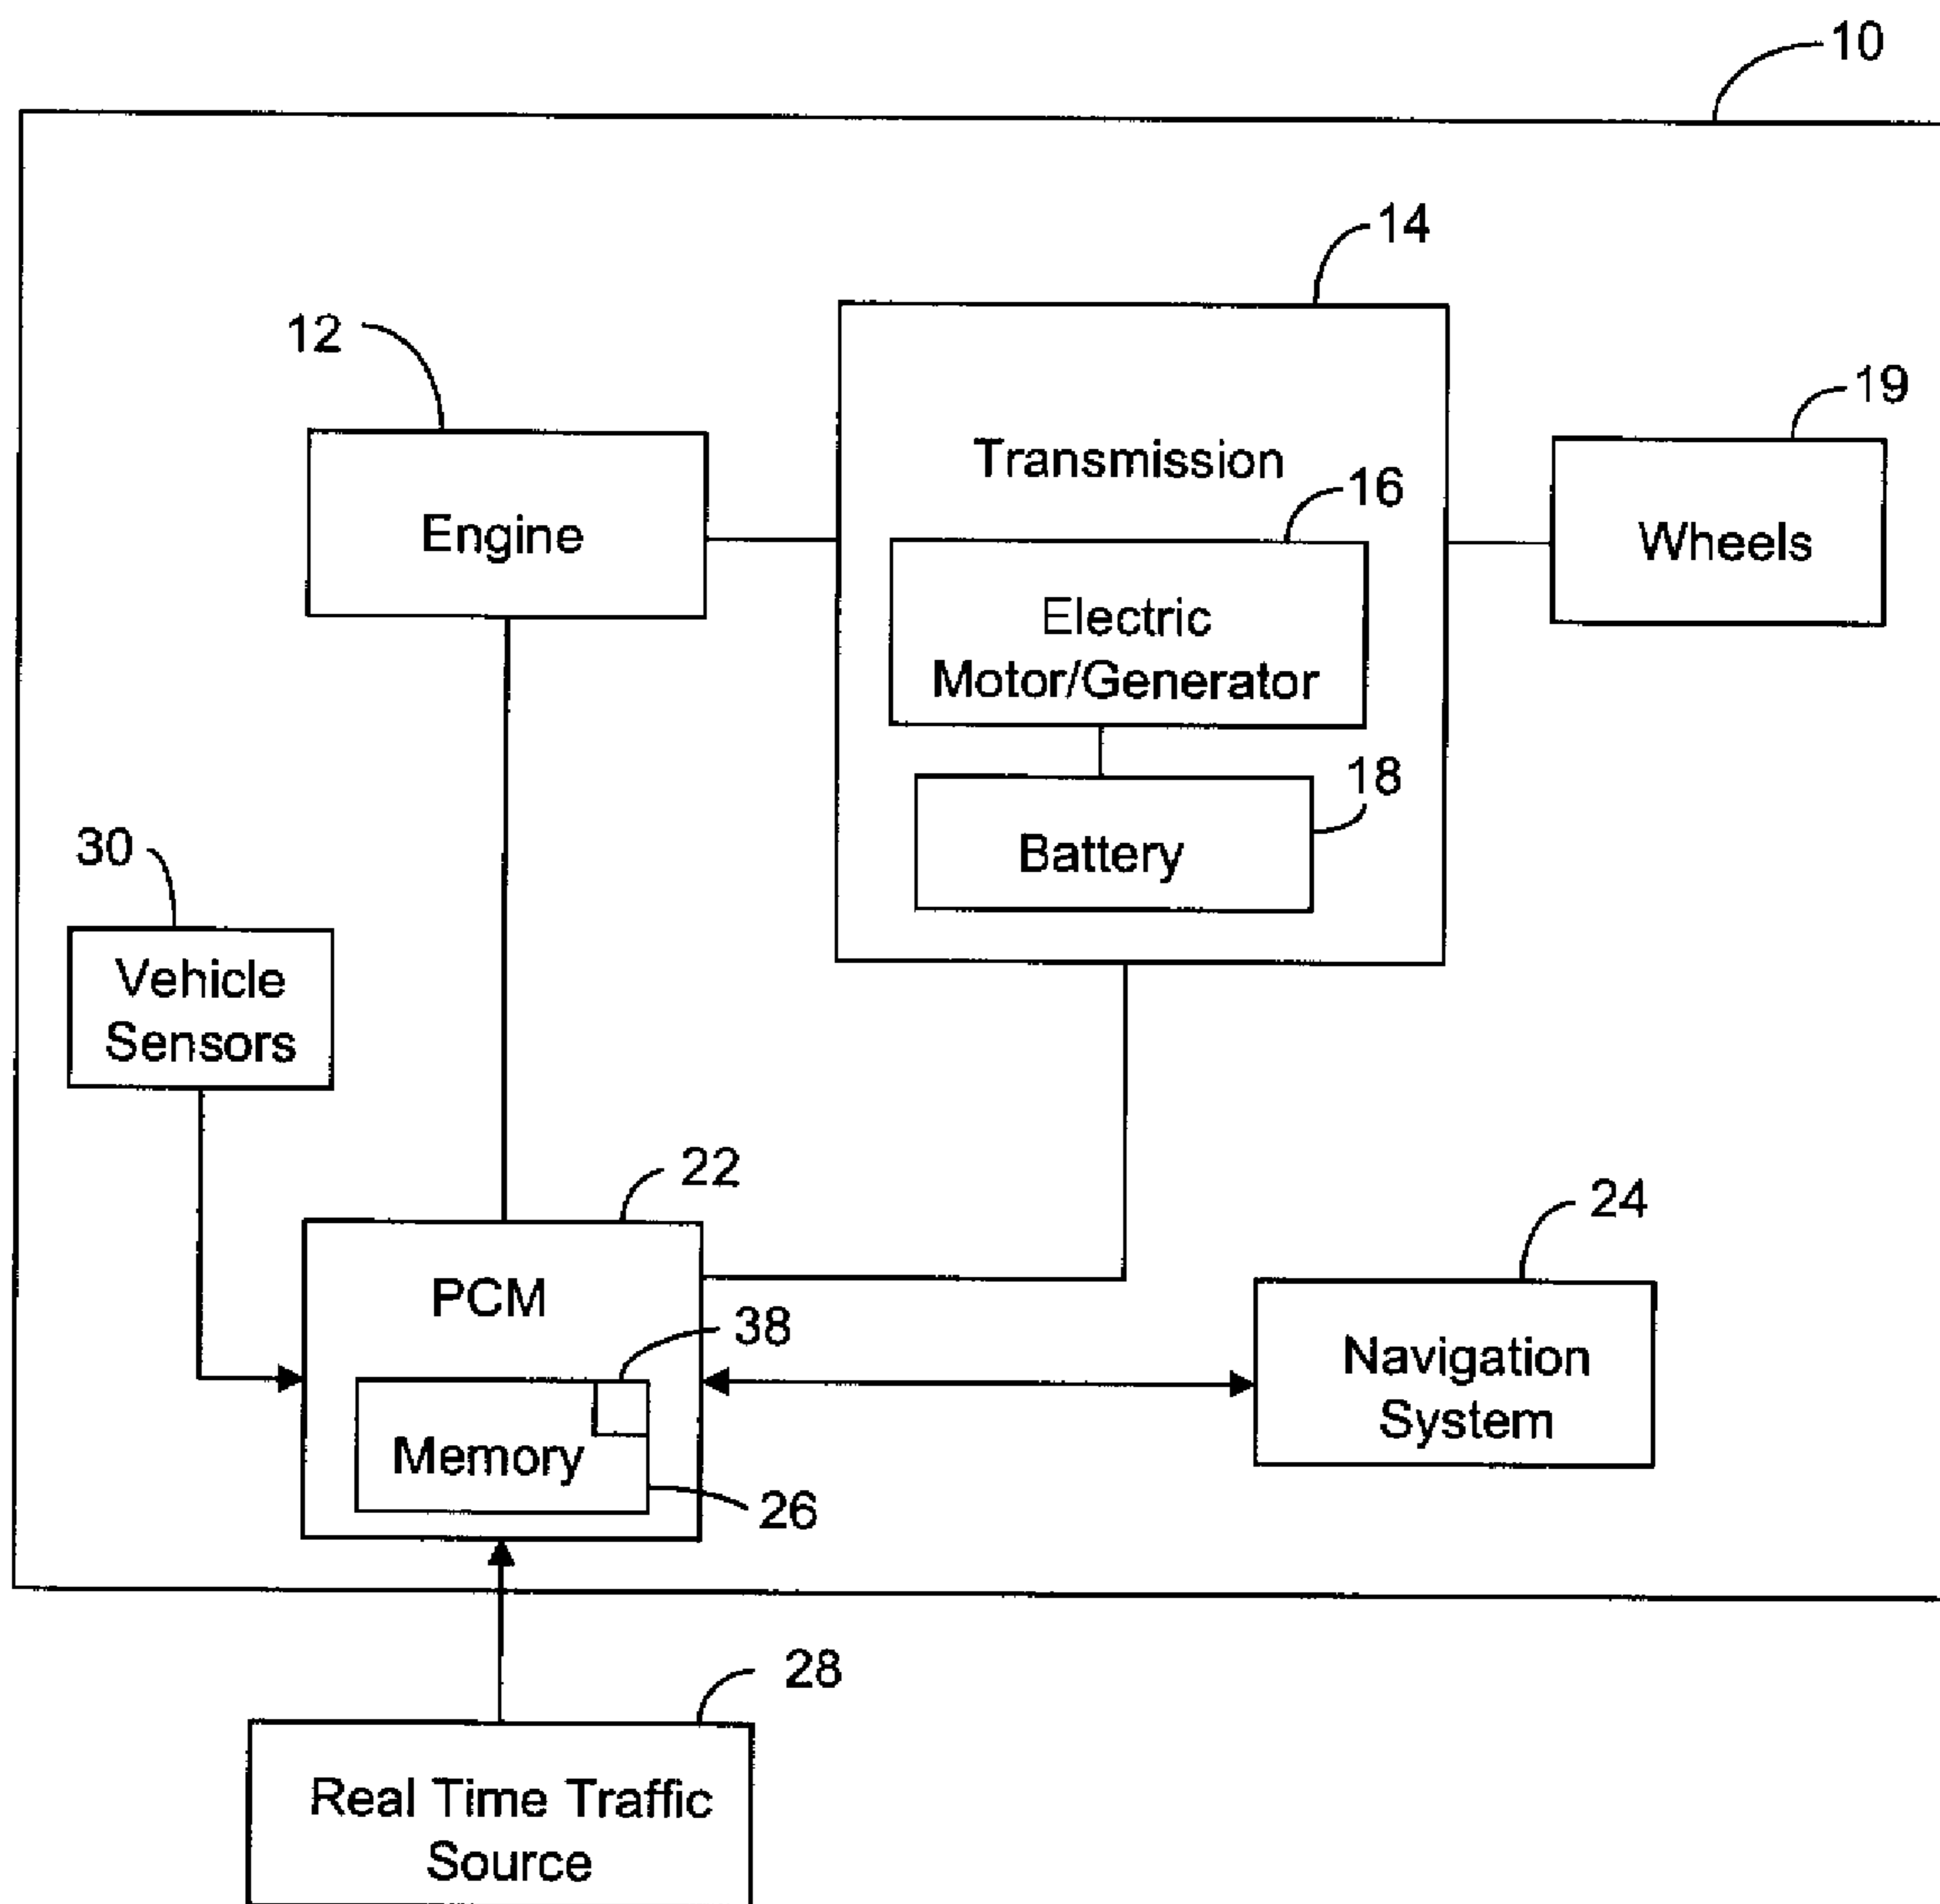 10
14
12
19
Transmission
16
Engine
Wheels
Electric
Motor/Generator
18
30
Battery
Vehicle
Sensors
22
24
PCM
38
Navigation
System
Memory
26
28
Real Time Traffic
Source